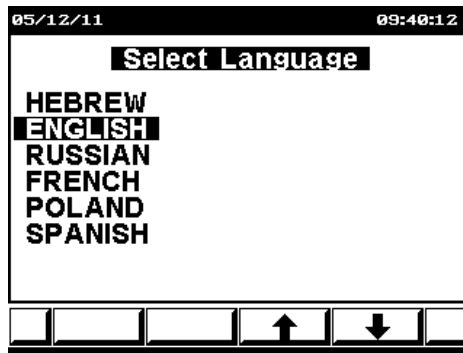 05/12/11 09:40:12
Select Language
HEBREW
ENGLISH
RUSSIAN
FRENCH
POLAND
SPANISH